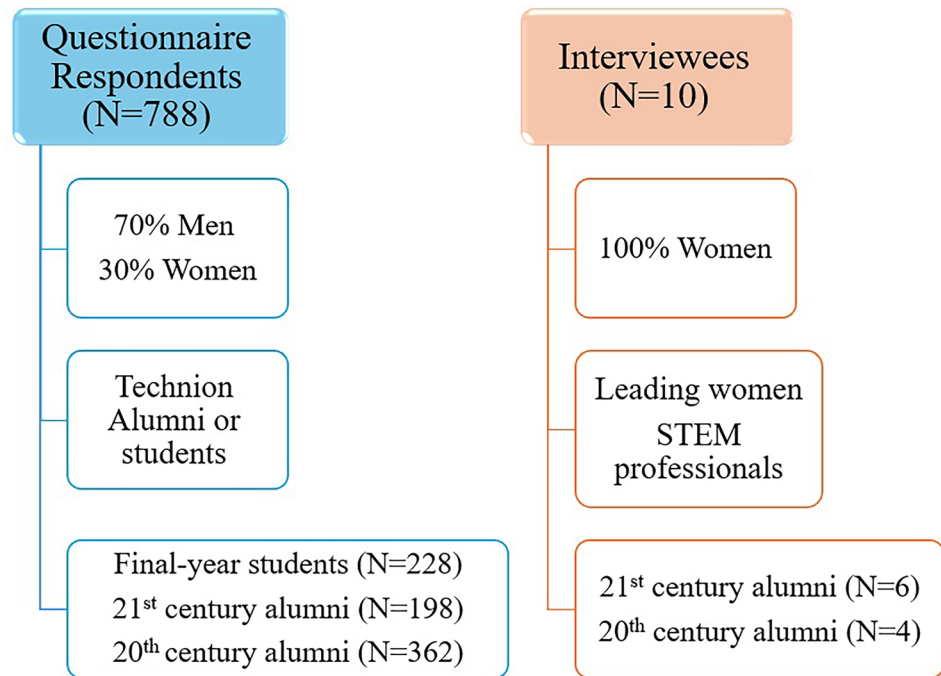 Questionnaire
Respondents
(N=788)
70% Men
30% Women
Technion
Alumni or
students
Final-year students (N=228)
21st century alumni (N=198)
20th century alumni (N=362)
Interviewees
(N=10)
100% Women
Leading women
STEM
professionals
21st century alumni (N=6)
20th century alumni (N=4)